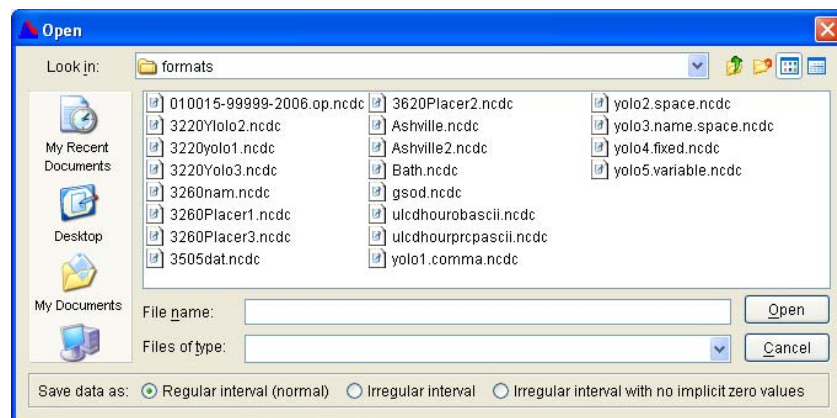 Open
Look in: formats
My Recent Documents
Desktop
My Documents
010015-99999-2006.op.ncdc
3220Ylolo2.ncdc
3220yolo1.ncdc
3220Yolo3.ncdc
3260nam.ncdc
3260Placer1.ncdc
3260Placer3.ncdc
3505dat.ncdc
3620Placer2.ncdc
Ashville.ncdc
Ashville2.ncdc
Bath.ncdc
gsod.ncdc
ulcdhourobascii.ncdc
ulcdhourprcpascii.ncdc
yolo1.comma.ncdc
yolo2.space.ncdc
yolo3.name.space.ncdc
yolo4.fixed.ncdc
yolo5.variable.ncdc
File name: Open
Files of type: Cancel
Save data as: Regular interval (normal) Irregular interval Irregular interval with no implicit zero values